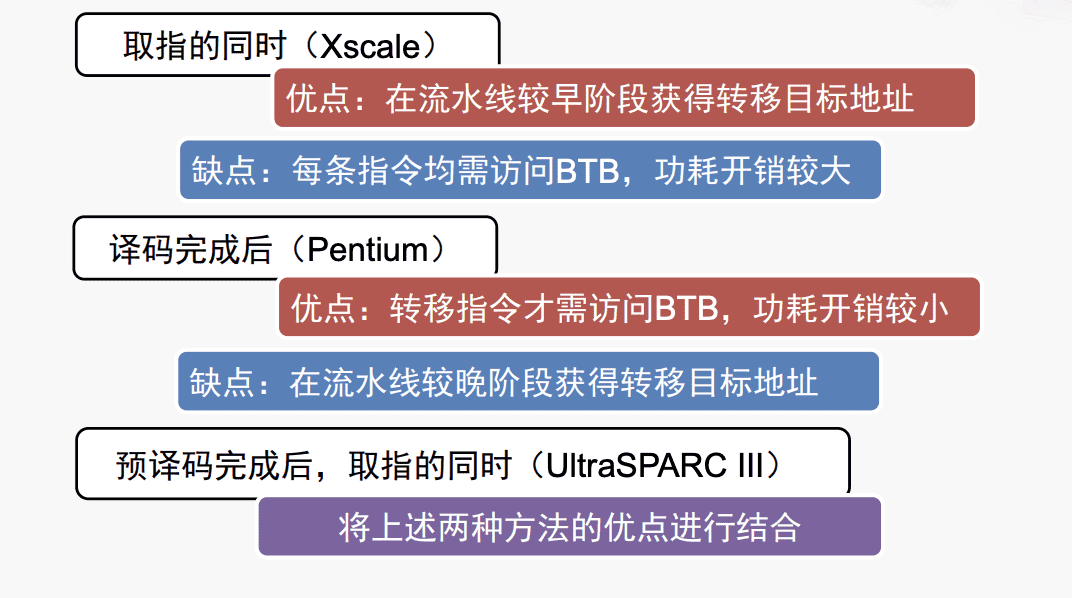 取指的同时（Xscale）
优点：在流水线较早阶段获得转移目标地址
缺点：每条指令均需访问BTB，功耗开销较大
译码完成后（Pentium）
优点：转移指令才需访问BTB，功耗开销较小
缺点：在流水线较晚阶段获得转移目标地址
预译码完成后，取指的同时（UltraSPARC III）
将上述两种方法的优点进行结合